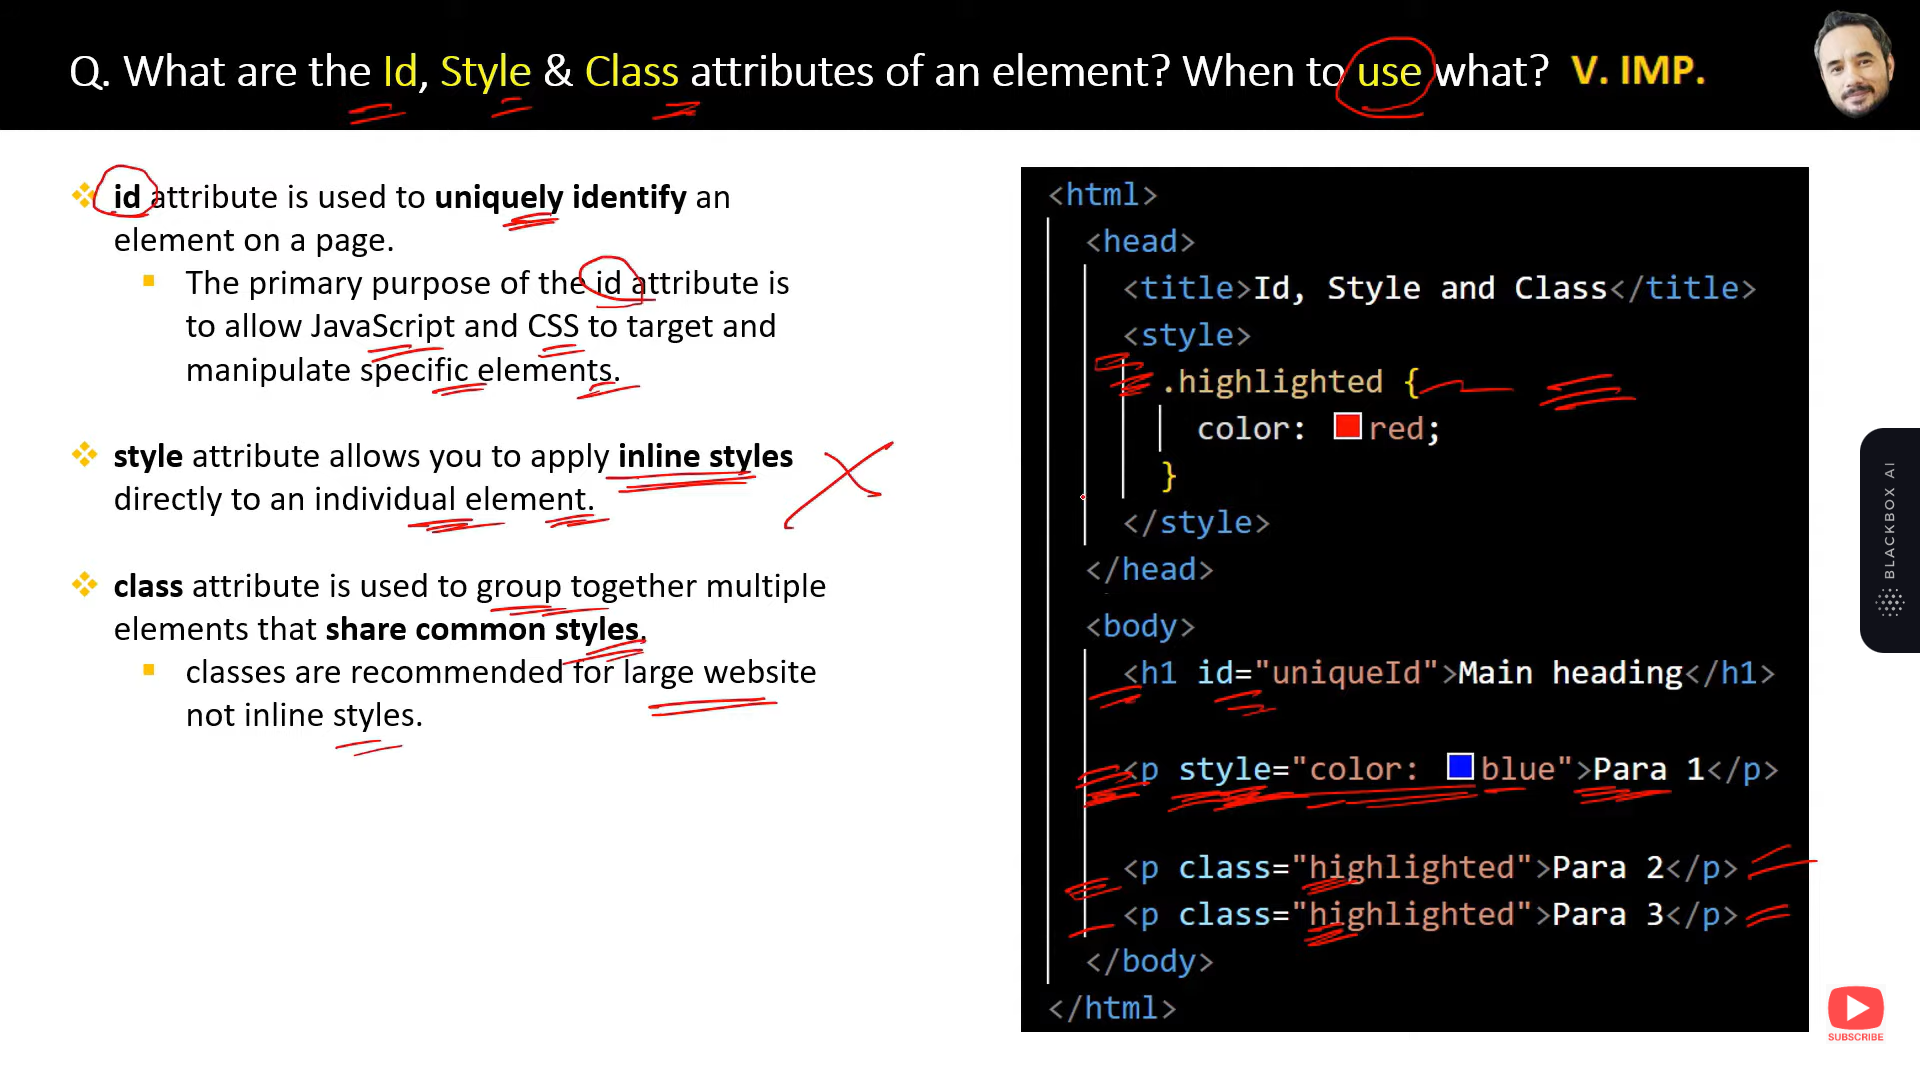 Q. What are the Id, Style & Class attributes of an element? When to use what? V. IMP.
id attribute is used to uniquely identify an
element on a page.
The primary purpose of the id attribute is
to allow JavaScript and CSS to target and
manipulate specific elements.
style attribute allows you to apply inline styles
directly to an individual element.
class attribute is used to group together multiple
elements that share common styles.
classes are recommended for large website
not inline styles.
<html>
<head>
<title>Id, Style and Class</title>
<style>
.highlighted {
color: red;
}
</style>
</head>
<body>
<h1 id="uniqueId">Main heading</h1>
<p style="color: blue">Para 1</p>
<p class="highlighted">Para 2</p>
<p class="highlighted">Para 3</p>
</body>
</html>
BLACKBOX AI
SUBSCRIBE